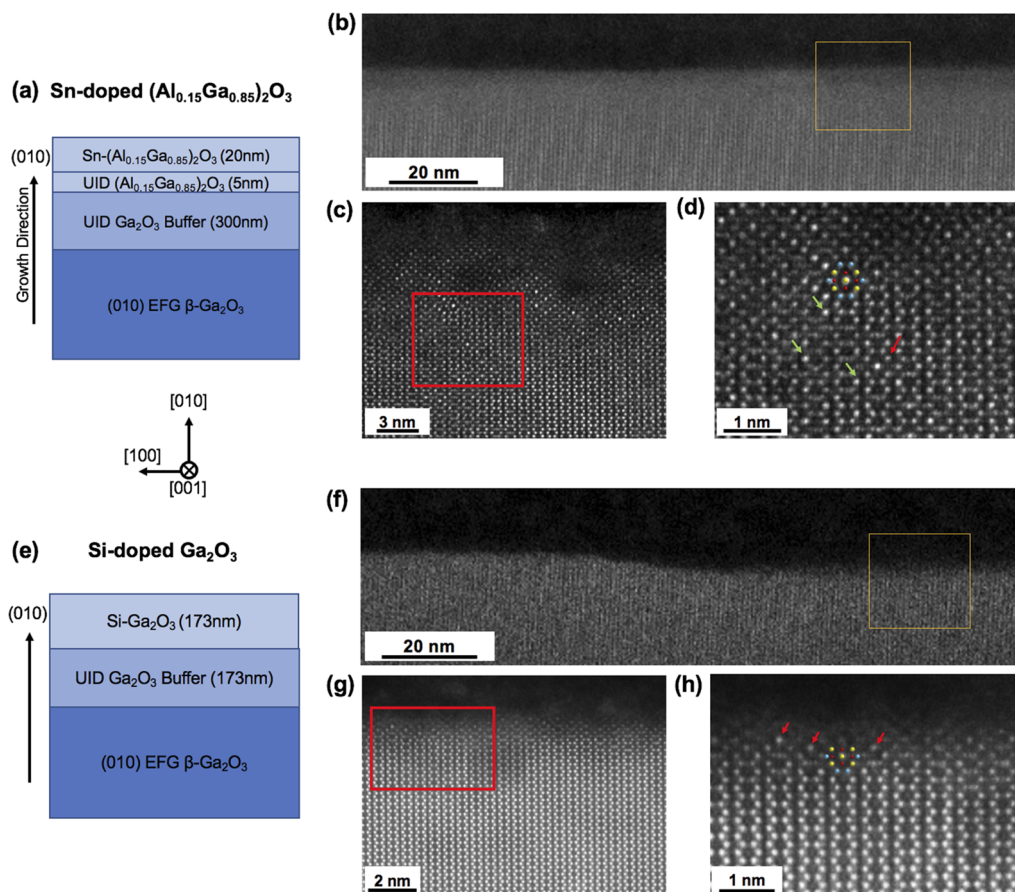 (a) Sn-doped (Al₀.₁₅Ga₀.₈₅)₂O₃
(010)
Growth Direction
Sn-(Al₀.₁₅Ga₀.₈₅)₂O₃ (20nm)
UID (Al₀.₁₅Ga₀.₈₅)₂O₃ (5nm)
UID Ga₂O₃ Buffer (300nm)
(010) EFG β-Ga₂O₃
[010]
[100]
[001]
(b)
20 nm
(c)
3 nm
(d)
1 nm
(e) Si-doped Ga₂O₃
(010)
Si-Ga₂O₃ (173nm)
UID Ga₂O₃ Buffer (173nm)
(010) EFG β-Ga₂O₃
(f)
20 nm
(g)
2 nm
(h)
1 nm